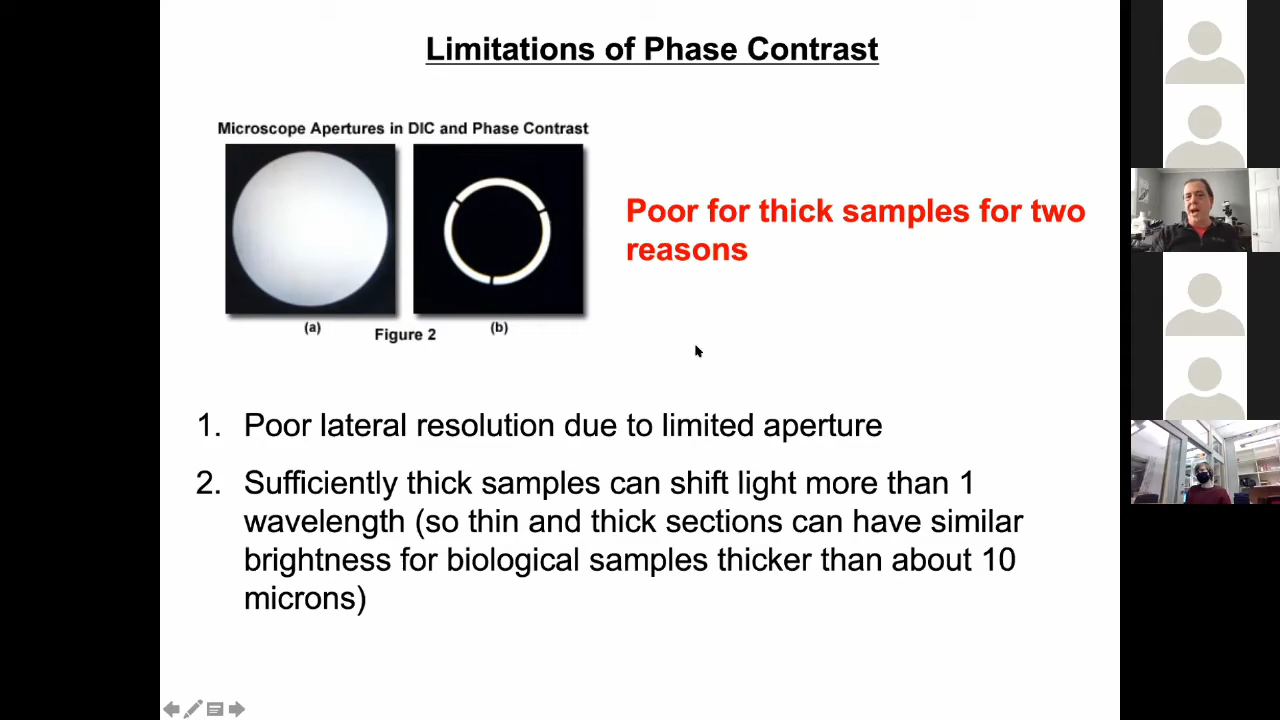 Limitations of Phase Contrast
Microscope Apertures in DIC and Phase Contrast
(a)
Figure 2
(b)
Poor for thick samples for two
reasons
1. Poor lateral resolution due to limited aperture
2. Sufficiently thick samples can shift light more than 1
wavelength (so thin and thick sections can have similar
brightness for biological samples thicker than about 10
microns)